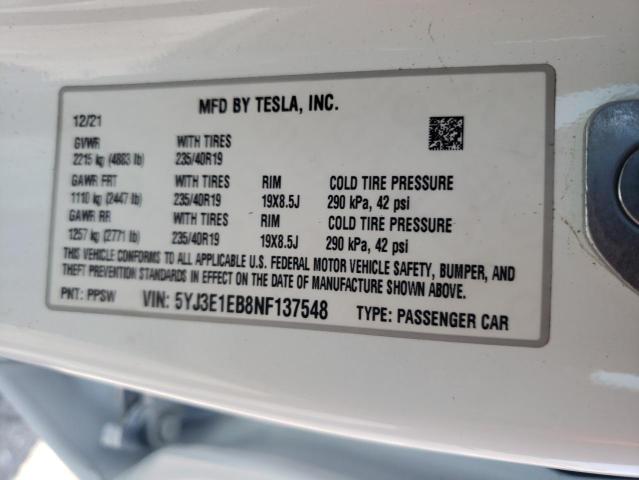 MFD BY TESLA, INC.
12/21
GVWR WITH TIRES
2215 kg (4883 lb) 235/40R19
GAWR FRT WITH TIRES RIM COLD TIRE PRESSURE
1110 kg (2447 lb) 235/40R19 19X8.5J 290 kPa, 42 psi
GAWR RR WITH TIRES RIM COLD TIRE PRESSURE
1257 kg (2771 lb) 235/40R19 19X8.5J 290 kPa, 42 psi
THIS VEHICLE CONFORMS TO ALL APPLICABLE U.S. FEDERAL MOTOR VEHICLE SAFETY, BUMPER, AND
THEFT PREVENTION STANDARDS IN EFFECT ON THE DATE OF MANUFACTURE SHOWN ABOVE.
PNT: PPSW VIN: 5YJ3E1EB8NF137548 TYPE: PASSENGER CAR